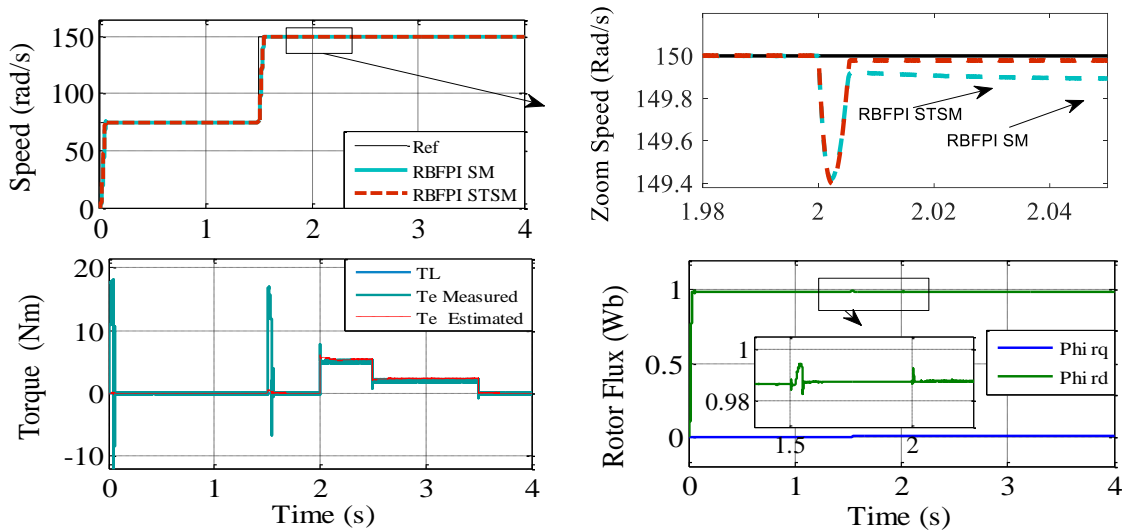 Speed (rad/s)
150
100
50
0
0
1
2
3
4
Ref
RBFPI SM
RBFPI STSM
Zoom Speed (Rad/s)
150
149.8
149.6
149.4
1.98
2
2.02
2.04
RBFPI STSM
RBFPI SM
Torque (Nm)
20
10
0
-10
0
1
2
3
4
Time (s)
TL
Te Measured
Te Estimated
Rotor Flux (Wb)
1
0.5
0
0
1
2
3
4
Time (s)
Phi rq
Phi rd
1
0.98
1.5
2